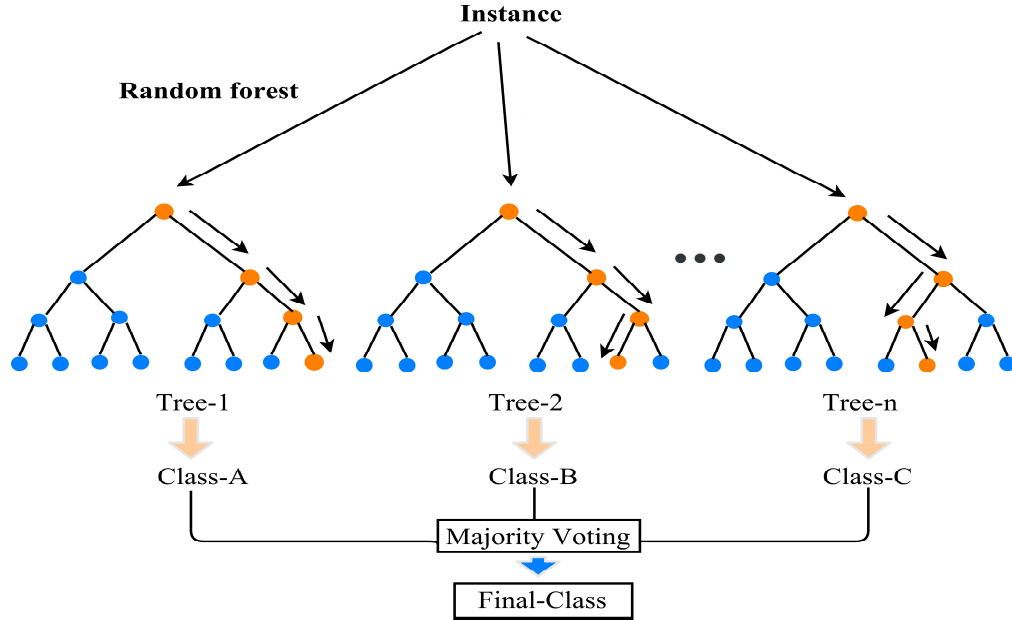 Instance
Random forest
Tree-1
Tree-2
Tree-n
Class-A
Class-B
Class-C
Majority Voting
Final-Class